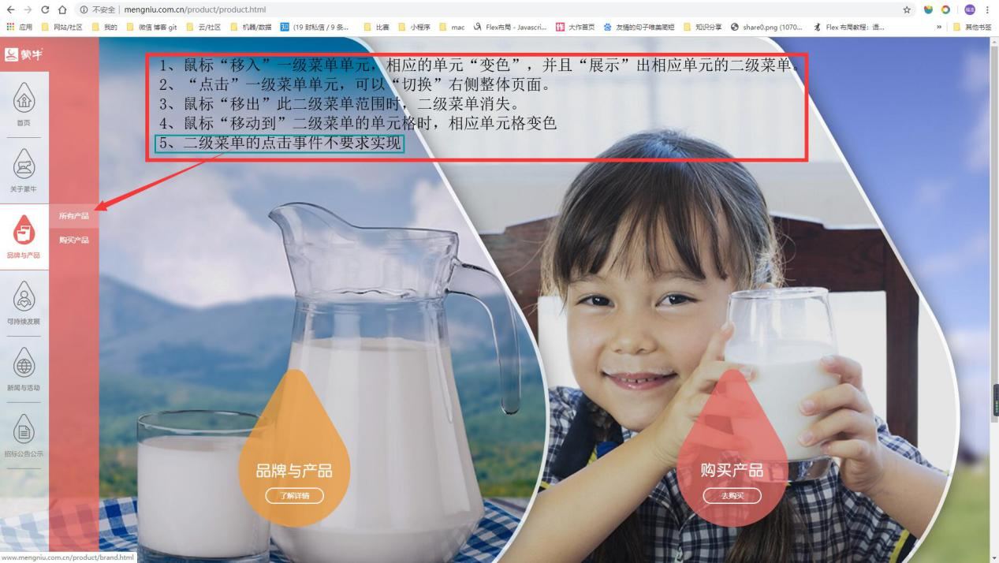 不安全 | mengniu.com.cn/product/product.html
应用 网站/社区 我的 微信 博客 git 云/社区 机器/数据 知 (19 封私信 / 9 条... 比赛 小程序 mac Flex布局 - Javascri... 作 大作首页 友情的句子唯美简短 知识分享 share0.png (1070... Flex 布局教程：语... » 其他书签
蒙牛
1、鼠标“移入”一级菜单单元，相应的单元“变色”，并且“展示”出相应单元的二级菜单。
2、“点击”一级菜单单元，可以“切换”右侧整体页面。
3、鼠标“移出”此二级菜单范围时，二级菜单消失。
4、鼠标“移动到”二级菜单的单元格时，相应单元格变色
5、二级菜单的点击事件不要求实现
首页
关于蒙牛
所有产品
购买产品
品牌与产品
可持续发展
新闻与活动
招标公告公示
品牌与产品
了解详情
购买产品
去购买
www.mengniu.com.cn/product/brand.html